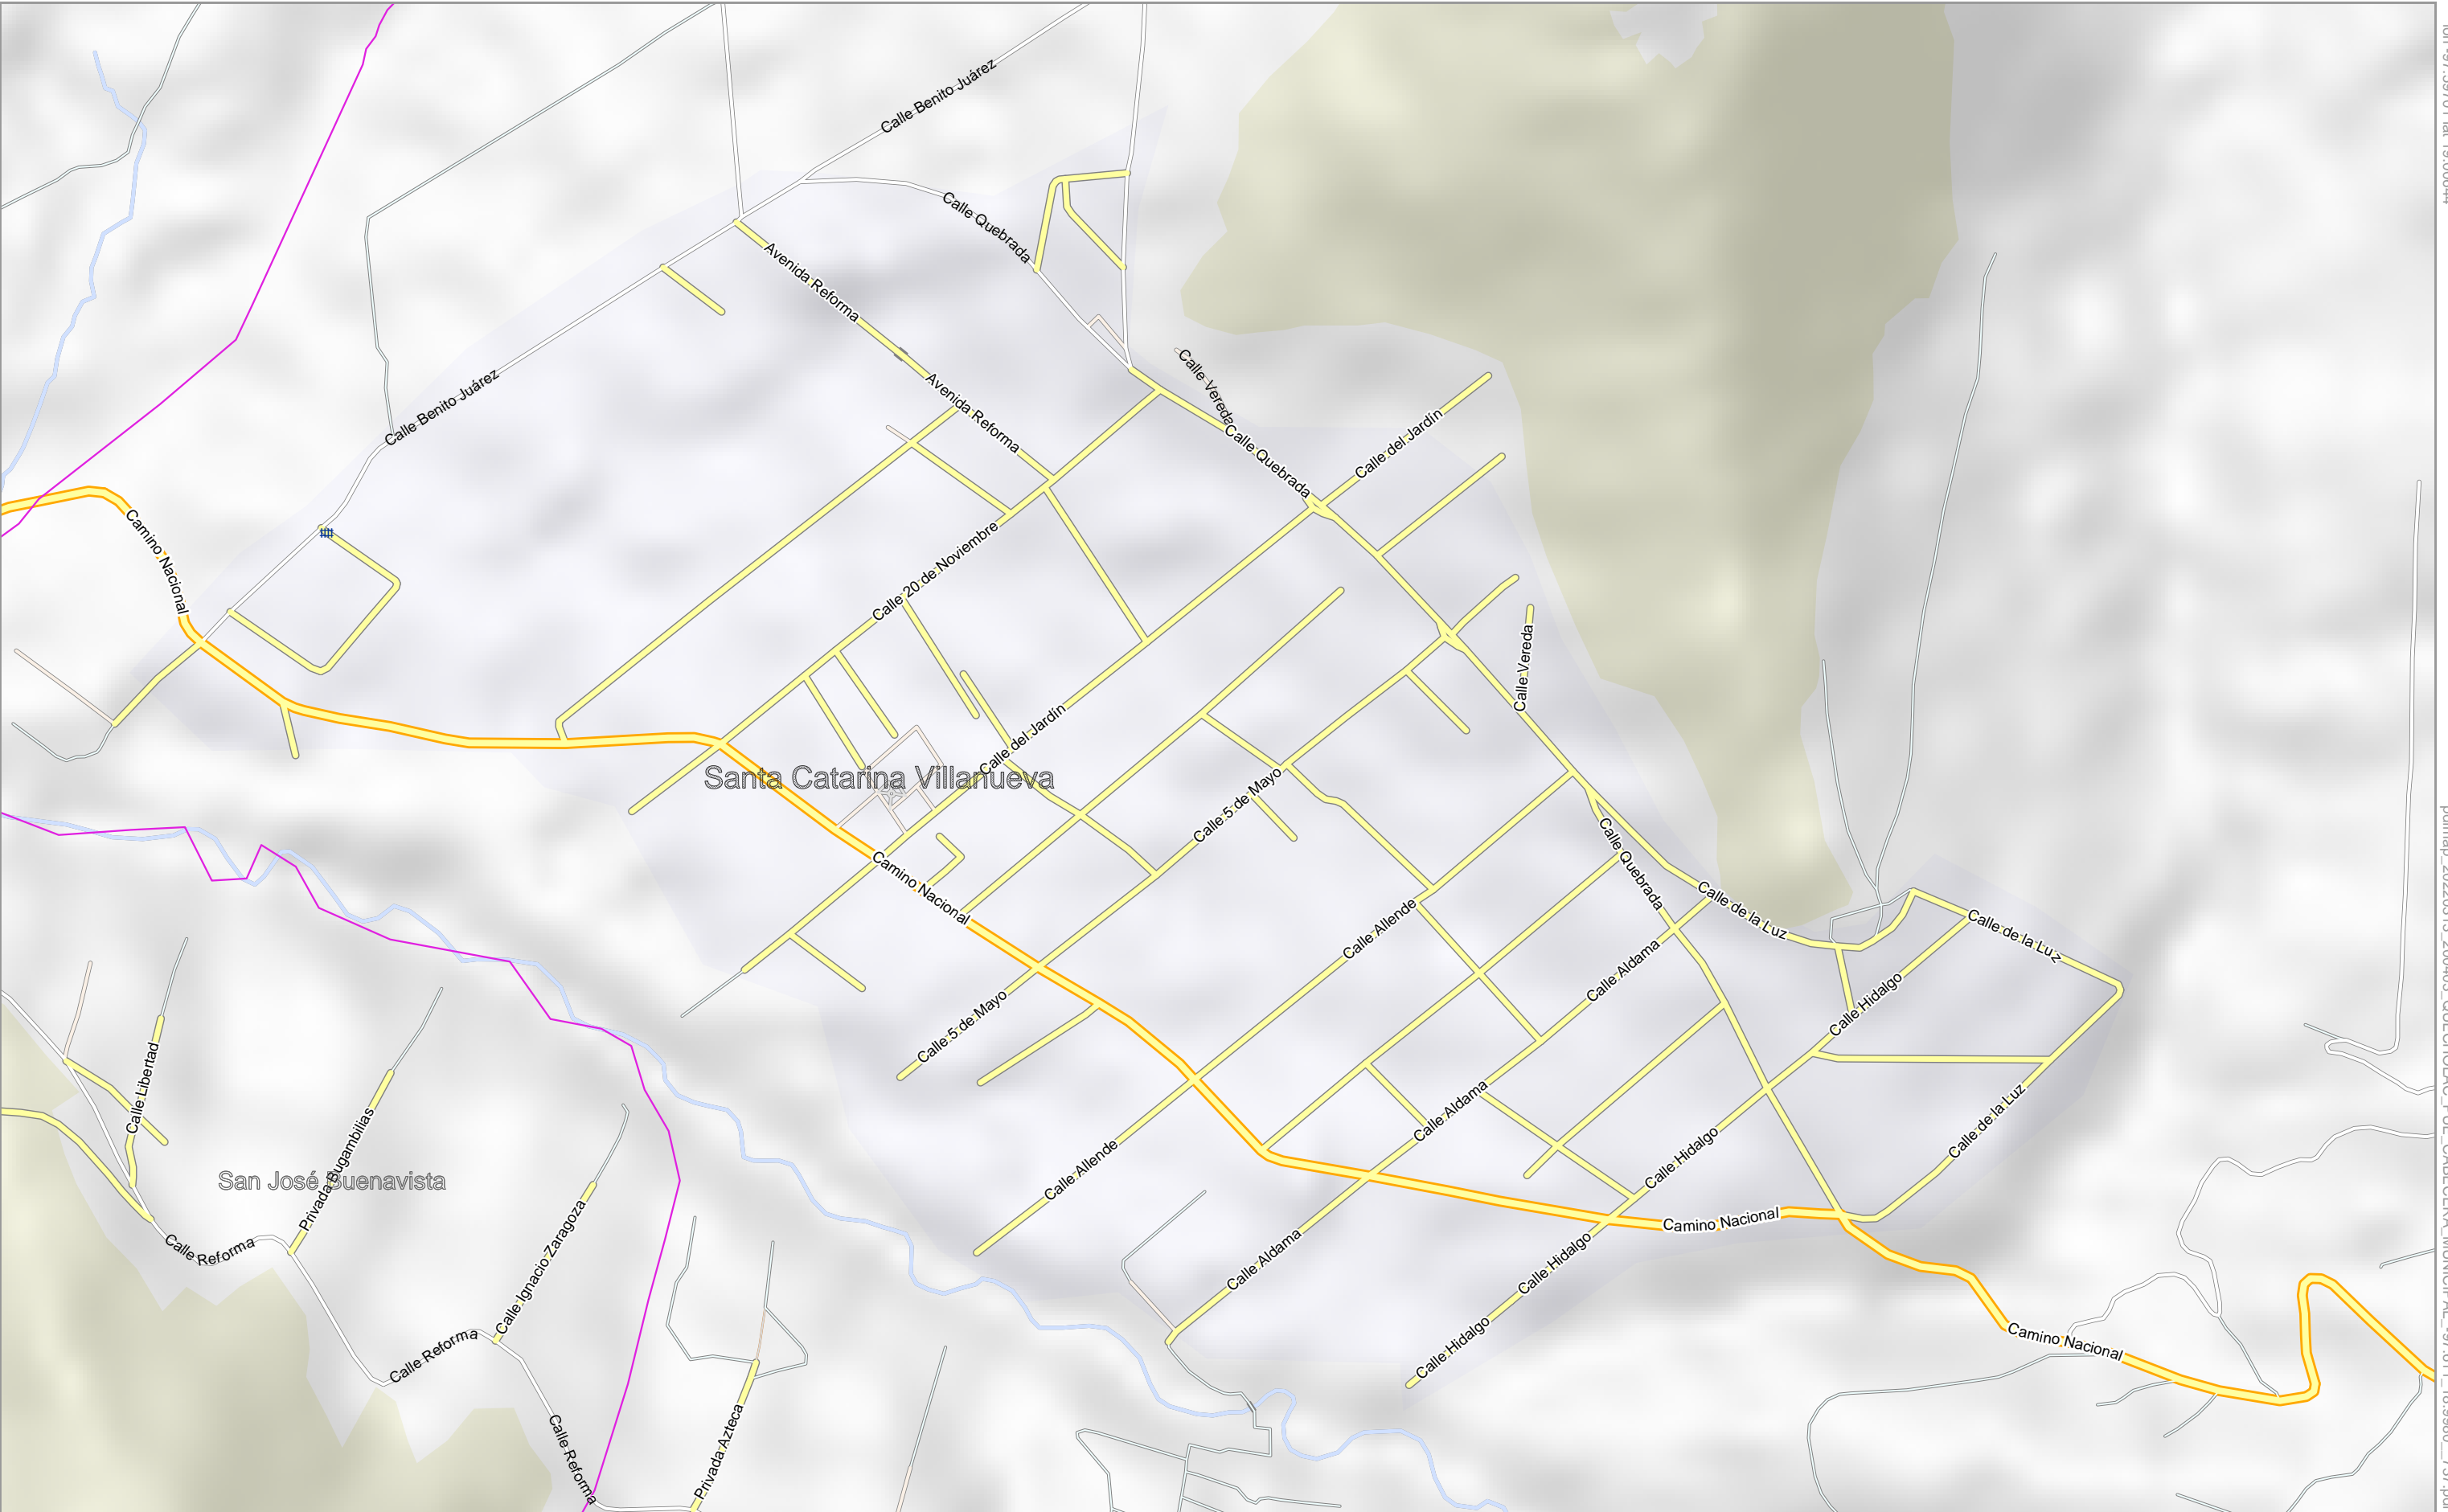 Calle Benito Juárez
Calle Quebrada
Avenida Reforma
Calle Benito Juárez
Avenida Reforma
Calle Vereda
Calle Quebrada
Calle del Jardín
Camino Nacional
Calle 20 de Noviembre
Calle Vereda
Calle del Jardín
Santa Catarina Villanueva
Calle 5 de Mayo
Calle Quebrada
Camino Nacional
Calle Allende
Calle de la Luz
Calle de la Luz
Calle Aldama
Calle Hidalgo
Calle 5 de Mayo
Calle Libertad
Calle Aldama
Calle de la Luz
Privada Bugambilias
San José Buenavista
Calle Allende
Calle Hidalgo
Camino Nacional
Calle Reforma
Calle Ignacio Zaragoza
Calle Aldama
Calle Hidalgo
Calle Reforma
Calle Hidalgo
Camino Nacional
Calle Reforma
Privada Azteca